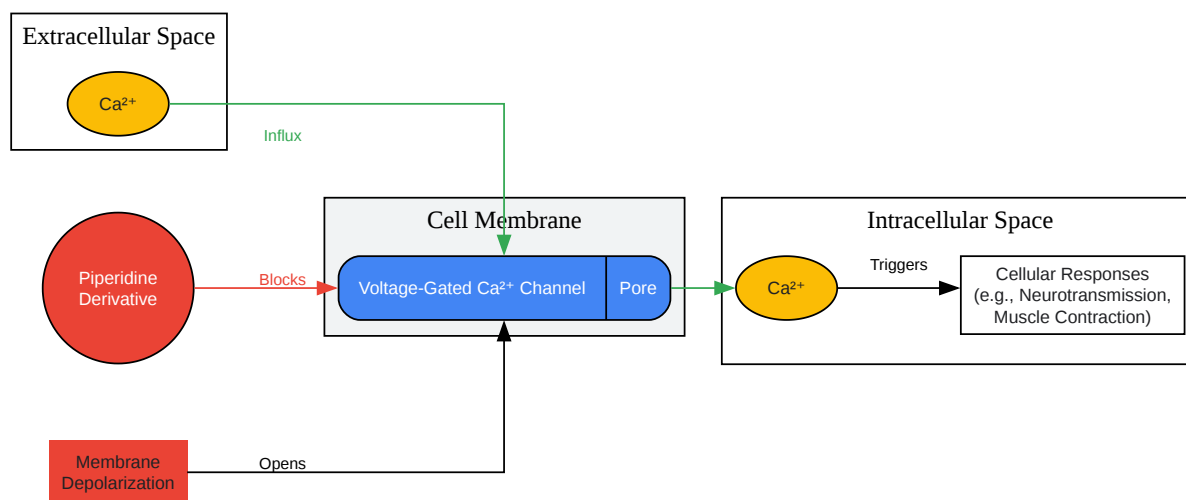 Extracellular Space
Ca²⁺
Influx
Cell Membrane
Intracellular Space
Piperidine
Derivative
Blocks
Voltage-Gated Ca²⁺ Channel
Pore
Ca²⁺
Triggers
Cellular Responses
(e.g., Neurotransmission,
Muscle Contraction)
Membrane
Depolarization
Opens